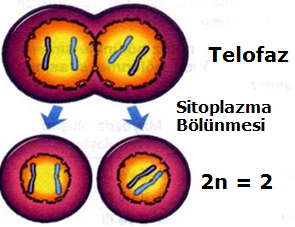 Telofaz
Sitoplazma
Bölünmesi
2n = 2